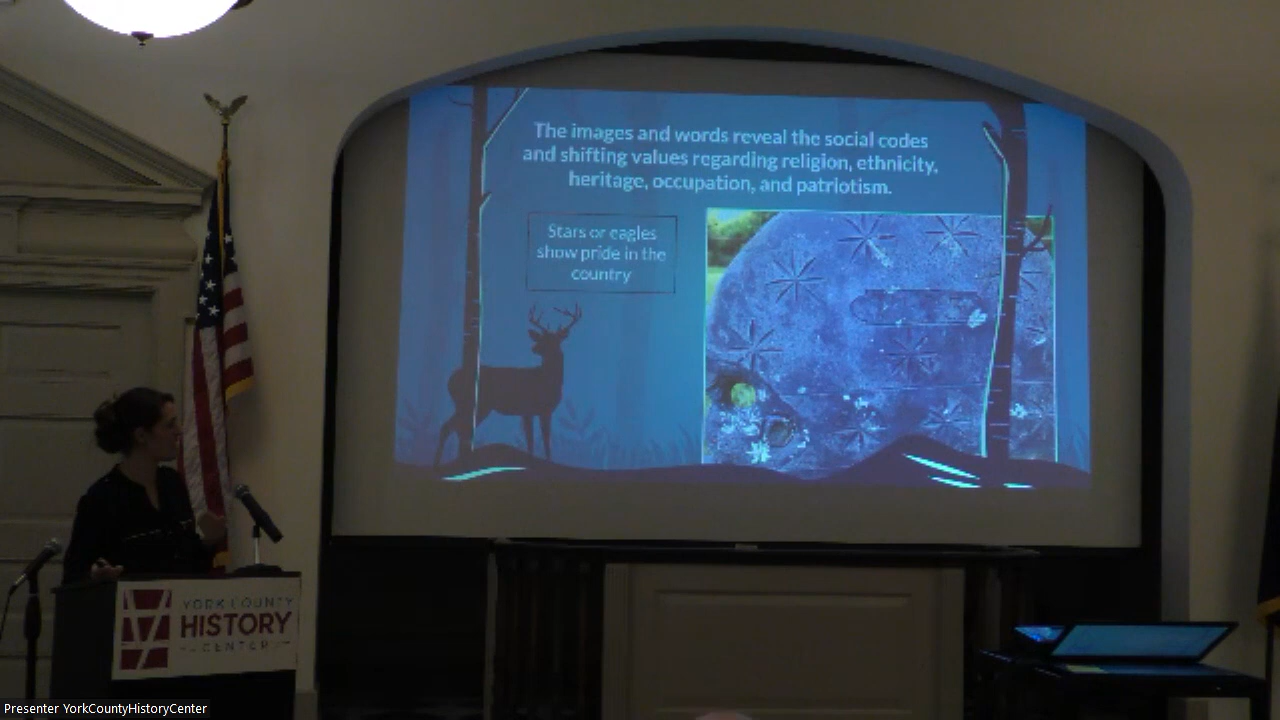 The images and words reveal the social codes
and shifting values regarding religion, ethnicity,
heritage, occupation, and patriotism.
Stars or eagles
show pride in the
country
YORK COUNTY
HISTORY
CENTER
Presenter YorkCountyHistoryCenter